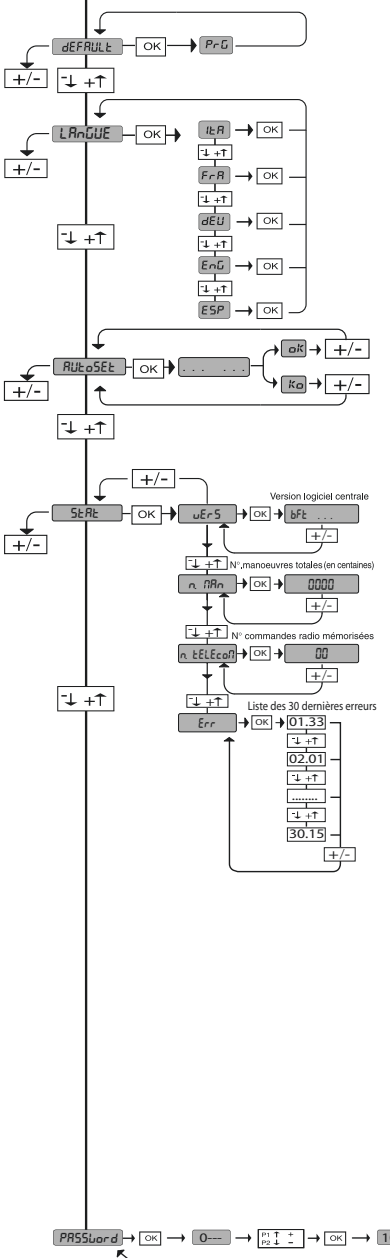 dEFAULt OK PrG
+/- -↓ +↑
LAnGUE OK ItA OK
+/- -↓ +↑
FrA OK
-↓ +↑
-↓ +↑ dEU OK
-↓ +↑
EnG OK
-↓ +↑
ESP OK
AUtoSEt OK ... ... oK +/-
+/- Ko +/-
-↓ +↑
+/-
Version logiciel centrale
StAt OK vErS OK bFt ...
+/- +/-
-↓ +↑ N°,manoeuvres totales (en centaines)
n. MAn OK 0000
+/-
-↓ +↑ N° commandes radio mémorisées
n. tELEcoM OK 00
+/-
-↓ +↑ -↓ +↑
Liste des 30 dernières erreurs
Err OK 01.33
-↓ +↑
02.01
-↓ +↑
........
-↓ +↑
30.15
+/-
PASSword OK 0--- P1 ↑ + OK 1
P2 ↓ -